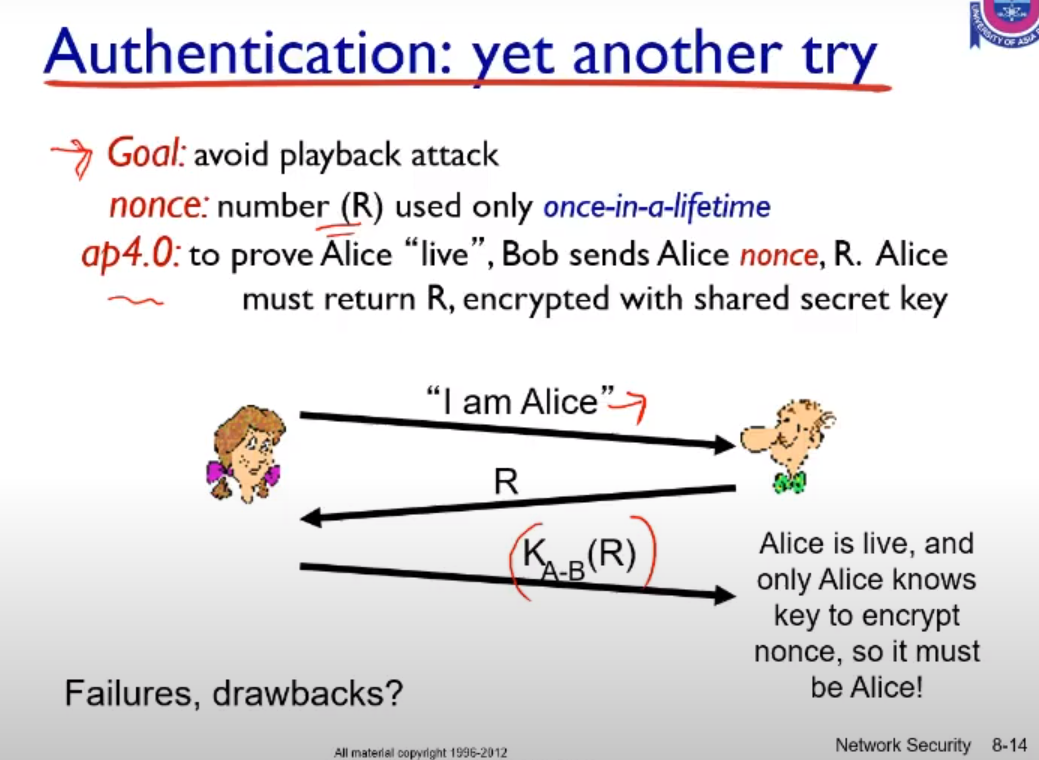 UNIVERSITY OF ASIA
Authentication: yet another try
Goal: avoid playback attack
nonce: number (R) used only once-in-a-lifetime
ap4.0: to prove Alice “live”, Bob sends Alice nonce, R. Alice
must return R, encrypted with shared secret key
“I am Alice”
R
K A-B (R)
Alice is live, and
only Alice knows
key to encrypt
nonce, so it must
be Alice!
Failures, drawbacks?
All material copyright 1996-2012
Network Security 8-14